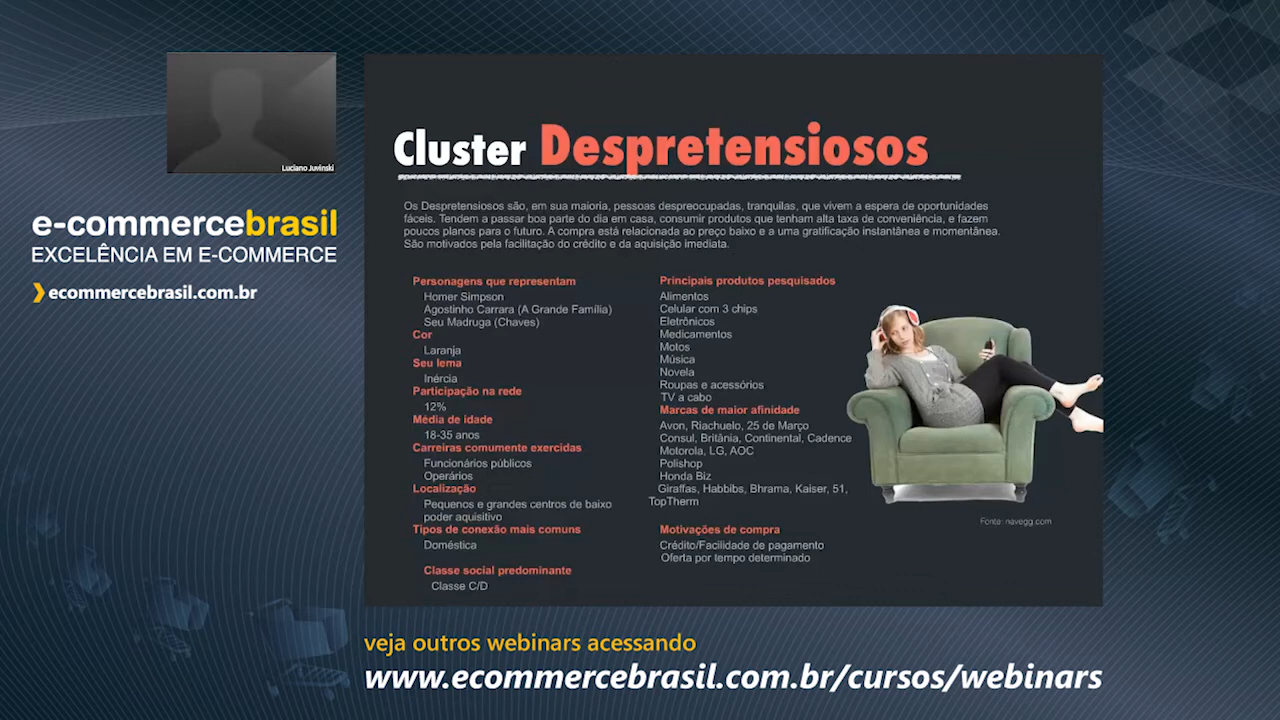 Luciano Juvinski
e-commercebrasil
EXCELÊNCIA EM E-COMMERCE
ecommercebrasil.com.br
Cluster Despretensiosos
Os Despretensiosos são, em sua maioria, pessoas despreocupadas, tranquilas, que vivem a espera de oportunidades
fáceis. Tendem a passar boa parte do dia em casa, consumir produtos que tenham alta taxa de conveniência, e fazem
poucos planos para o futuro. A compra está relacionada ao preço baixo e a uma gratificação instantânea e momentânea.
São motivados pela facilitação do crédito e da aquisição imediata.
Personagens que representam
Homer Simpson
Agostinho Carrara (A Grande Família)
Seu Madruga (Chaves)
Cor
Laranja
Seu lema
Inércia
Participação na rede
12%
Média de idade
18-35 anos
Carreiras comumente exercidas
Funcionários públicos
Operários
Localização
Pequenos e grandes centros de baixo
poder aquisitivo
Tipos de conexão mais comuns
Doméstica
Classe social predominante
Classe C/D
Principais produtos pesquisados
Alimentos
Celular com 3 chips
Eletrônicos
Medicamentos
Motos
Música
Novela
Roupas e acessórios
TV a cabo
Marcas de maior afinidade
Avon, Riachuelo, 25 de Março
Consul, Britânia, Continental, Cadence
Motorola, LG, AOC
Polishop
Honda Biz
Giraffas, Habbibs, Bhrama, Kaiser, 51,
TopTherm
Motivações de compra
Crédito/Facilidade de pagamento
Oferta por tempo determinado
Fonte: navegg.com
veja outros webinars acessando
www.ecommercebrasil.com.br/cursos/webinars